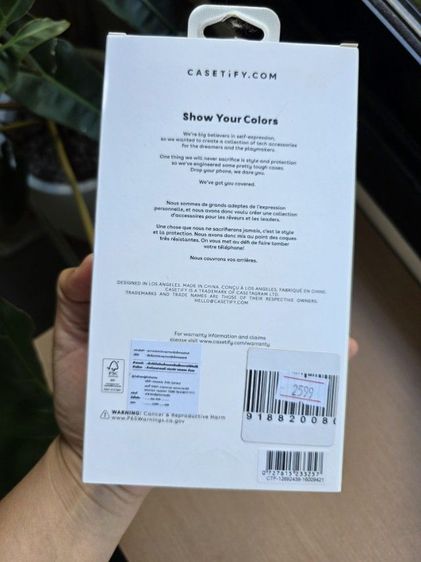 CASETiFY.COM
Show Your Colors
We're big believers in self-expression,
so we wanted to create a collection of tech accessories
for the dreamers and the playmakers.
One thing we will never sacrifice is style and protection
so we've engineered some pretty tough cases.
Drop your phone, we dare you.
We've got you covered.
Nous sommes de grands adeptes de l'expression
personnelle, et nous avons donc voulu créer une collection
d'accessoires pour les rêveurs et les leaders.
Une chose que nous ne sacrifierons jamais, c'est le style
et la protection. Nous avons donc mis au point des coques
très résistantes. On vous met au défi de faire tomber
votre téléphone!
Nous couvrons vos arrières.
DESIGNED IN LOS ANGELES. MADE IN CHINA. CONÇU À LOS ANGELES. FABRIQUÉ EN CHINE.
CASETIFY IS A TRADEMARK OF CASETAGRAM LTD.
TRADEMARKS AND TRADE NAMES ARE THOSE OF THEIR RESPECTIVE OWNERS.
HELLO@CASETIFY.COM
For warranty information and claims
please visit www.casetify.com/warranty
FSC
2599
91882008
WARNING: Cancer & Reproductive Harm
www.P65Warnings.ca.gov
0 727615 233257
CTF-12692439-16009421